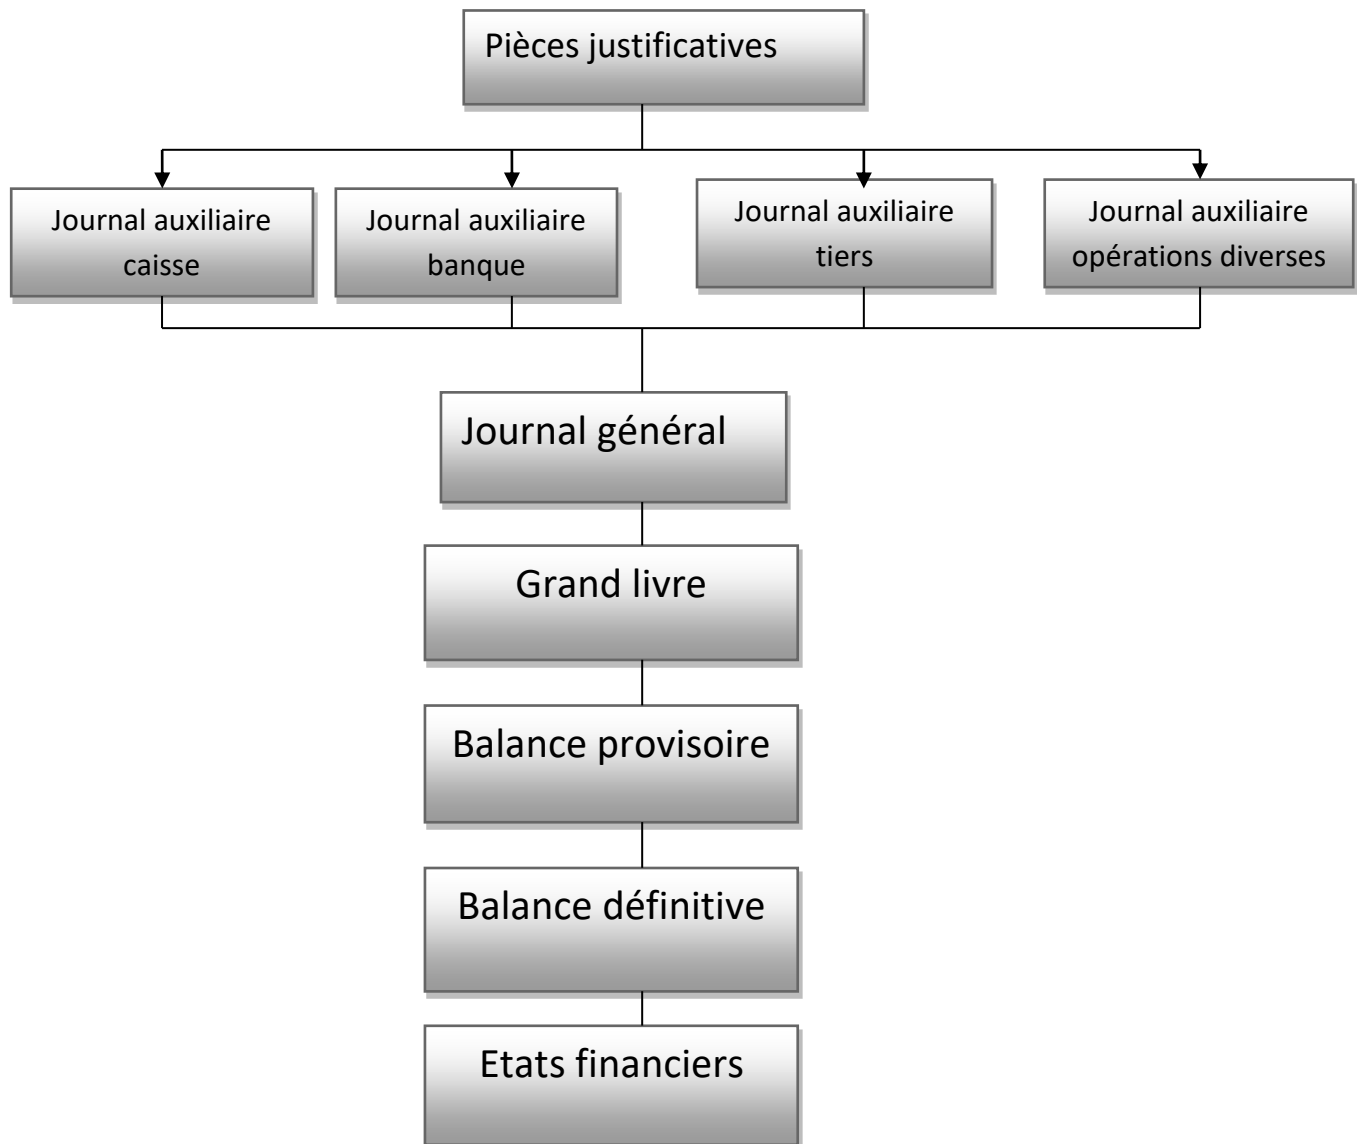 Pièces justificatives
Journal auxiliaire
caisse
Journal auxiliaire
banque
Journal auxiliaire
tiers
Journal auxiliaire
opérations diverses
Journal général
Grand livre
Balance provisoire
Balance définitive
Etats financiers